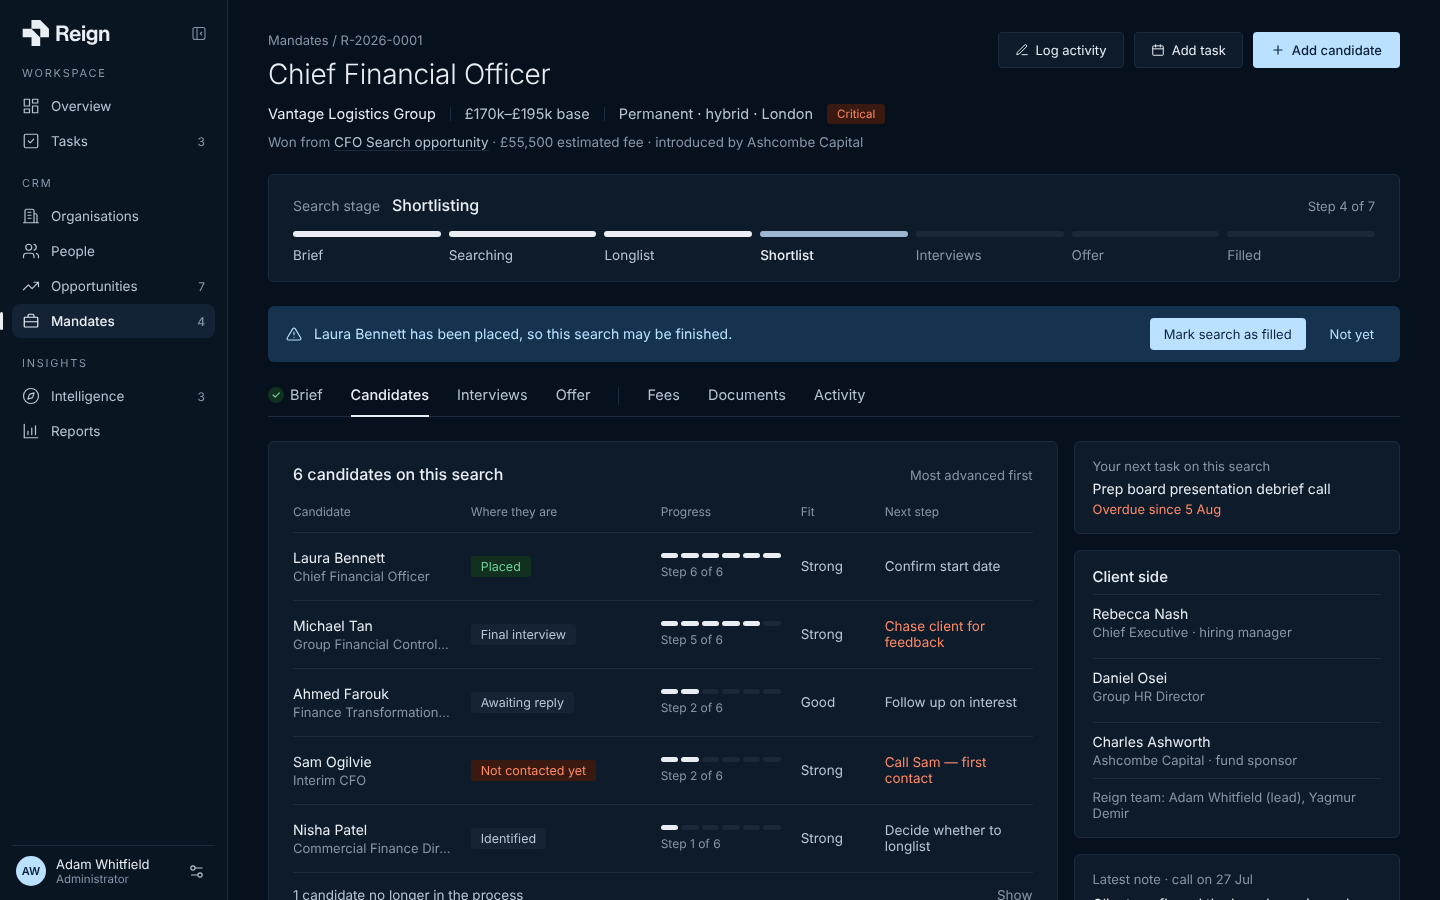 Reign
WORKSPACE
Overview
Tasks 3
CRM
Organisations
People
Opportunities 7
Mandates 4
INSIGHTS
Intelligence 3
Reports
AW
Adam Whitfield
Administrator
Mandates / R-2026-0001
Chief Financial Officer
Log activity
Add task
Add candidate
Vantage Logistics Group £170k–£195k base Permanent · hybrid · London Critical
Won from CFO Search opportunity · £55,500 estimated fee · introduced by Ashcombe Capital
Search stage Shortlisting Step 4 of 7
Brief Searching Longlist Shortlist Interviews Offer Filled
Laura Bennett has been placed, so this search may be finished. Mark search as filled Not yet
Brief Candidates Interviews Offer Fees Documents Activity
6 candidates on this search Most advanced first
Candidate Where they are Progress Fit Next step
Laura Bennett
Chief Financial Officer
Placed
Step 6 of 6
Strong
Confirm start date
Michael Tan
Group Financial Control...
Final interview
Step 5 of 6
Strong
Chase client for
feedback
Ahmed Farouk
Finance Transformation...
Awaiting reply
Step 2 of 6
Good
Follow up on interest
Sam Ogilvie
Interim CFO
Not contacted yet
Step 2 of 6
Strong
Call Sam — first
contact
Nisha Patel
Commercial Finance Dir...
Identified
Step 1 of 6
Strong
Decide whether to
longlist
1 candidate no longer in the process Show
Your next task on this search
Prep board presentation debrief call
Overdue since 5 Aug
Client side
Rebecca Nash
Chief Executive · hiring manager
Daniel Osei
Group HR Director
Charles Ashworth
Ashcombe Capital · fund sponsor
Reign team: Adam Whitfield (lead), Yagmur
Demir
Latest note · call on 27 Jul